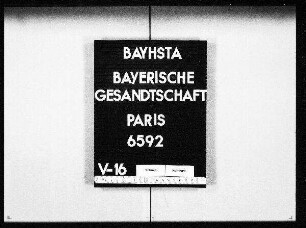 BAYHSTA
BAYERISCHE
GESANDTSCHAFT
PARIS
6592
V-16